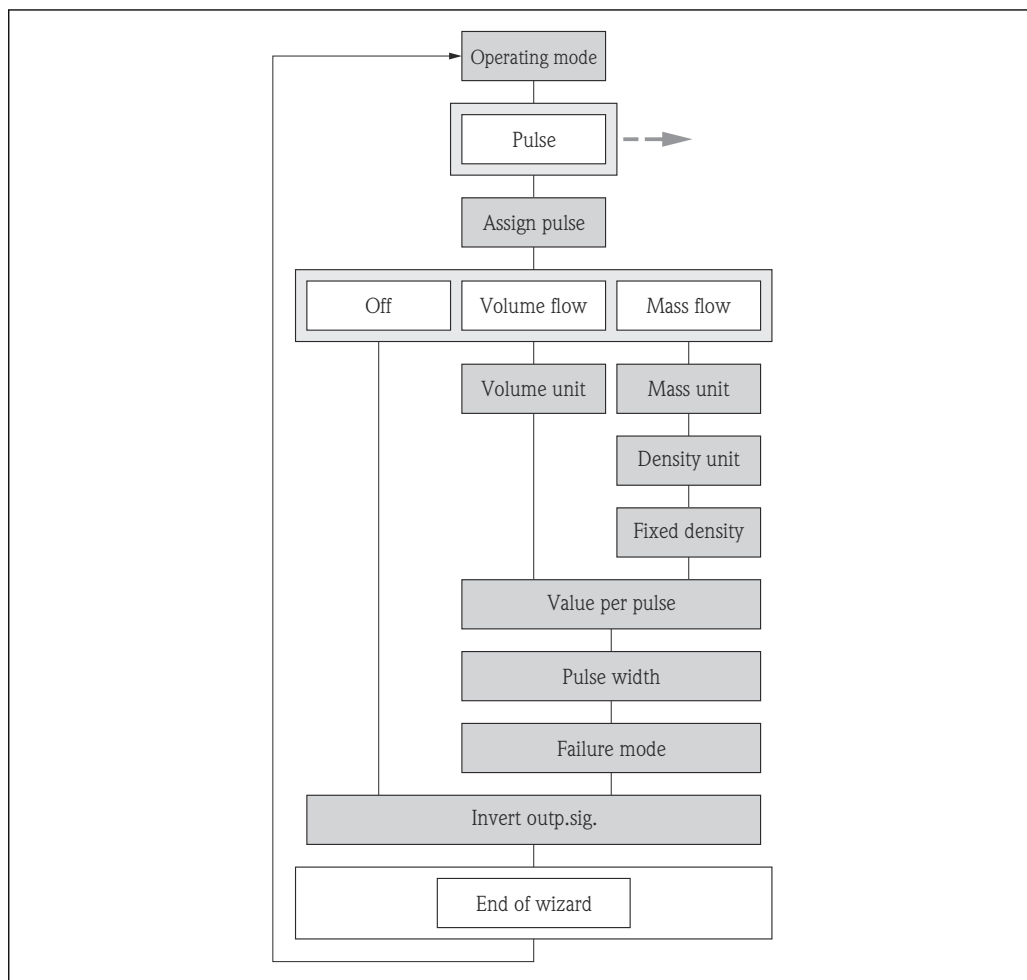 Operating mode
Pulse
Assign pulse
Off
Volume flow
Mass flow
Volume unit
Mass unit
Density unit
Fixed density
Value per pulse
Pulse width
Failure mode
Invert outp.sig.
End of wizard